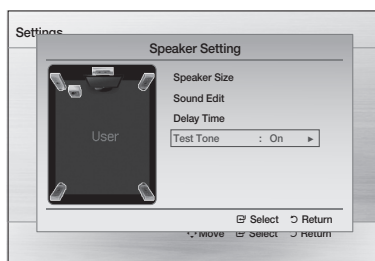 Settings
Speaker Setting
Speaker Size
Sound Edit
Delay Time
User
Test Tone : On ►
Select Return
Move Select Return